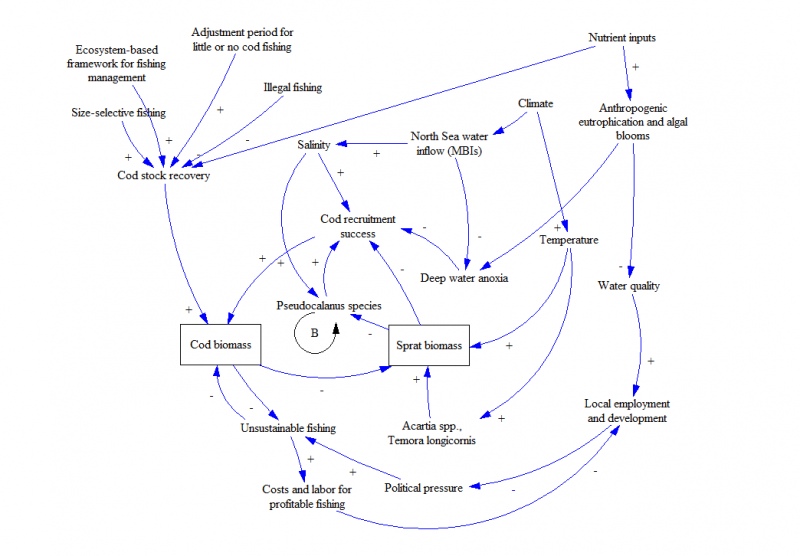 Adjustment period for
little or no cod fishing
Nutrient inputs
Ecosystem-based
framework for fishing
management
+
Illegal fishing
Climate
Size-selective fishing
Anthropogenic
eutrophication and algal
blooms
+
+
-
-
+
North Sea water
inflow (MBIs)
Salinity
+
Cod stock recovery
+
Cod recruitment
success
-
-
+
Temperature
+
+
+
-
Deep water anoxia
-
Water quality
Pseudocalanus species
+
B
-
Cod biomass
Sprat biomass
+
+
+
-
-
-
+
Acartia spp.,
Temora longicornis
Local employment
and development
Unsustainable fishing
+
+
-
Costs and labor for
profitable fishing
Political pressure
-